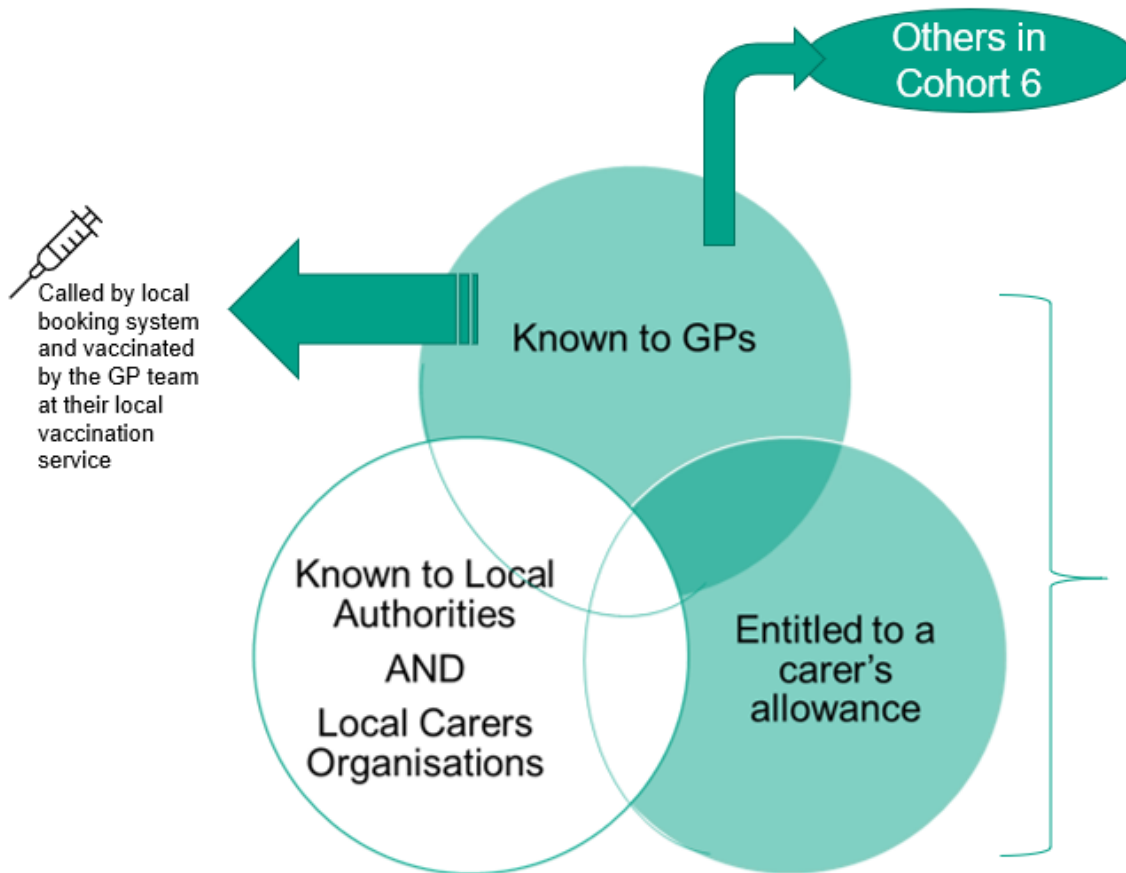 Others in
Cohort 6
Called by local
booking system
and vaccinated
by the GP team
at their local
vaccination
service
Known to GPs
Known to Local
Authorities
AND
Local Carers
Organisations
Entitled to a
carer's
allowance